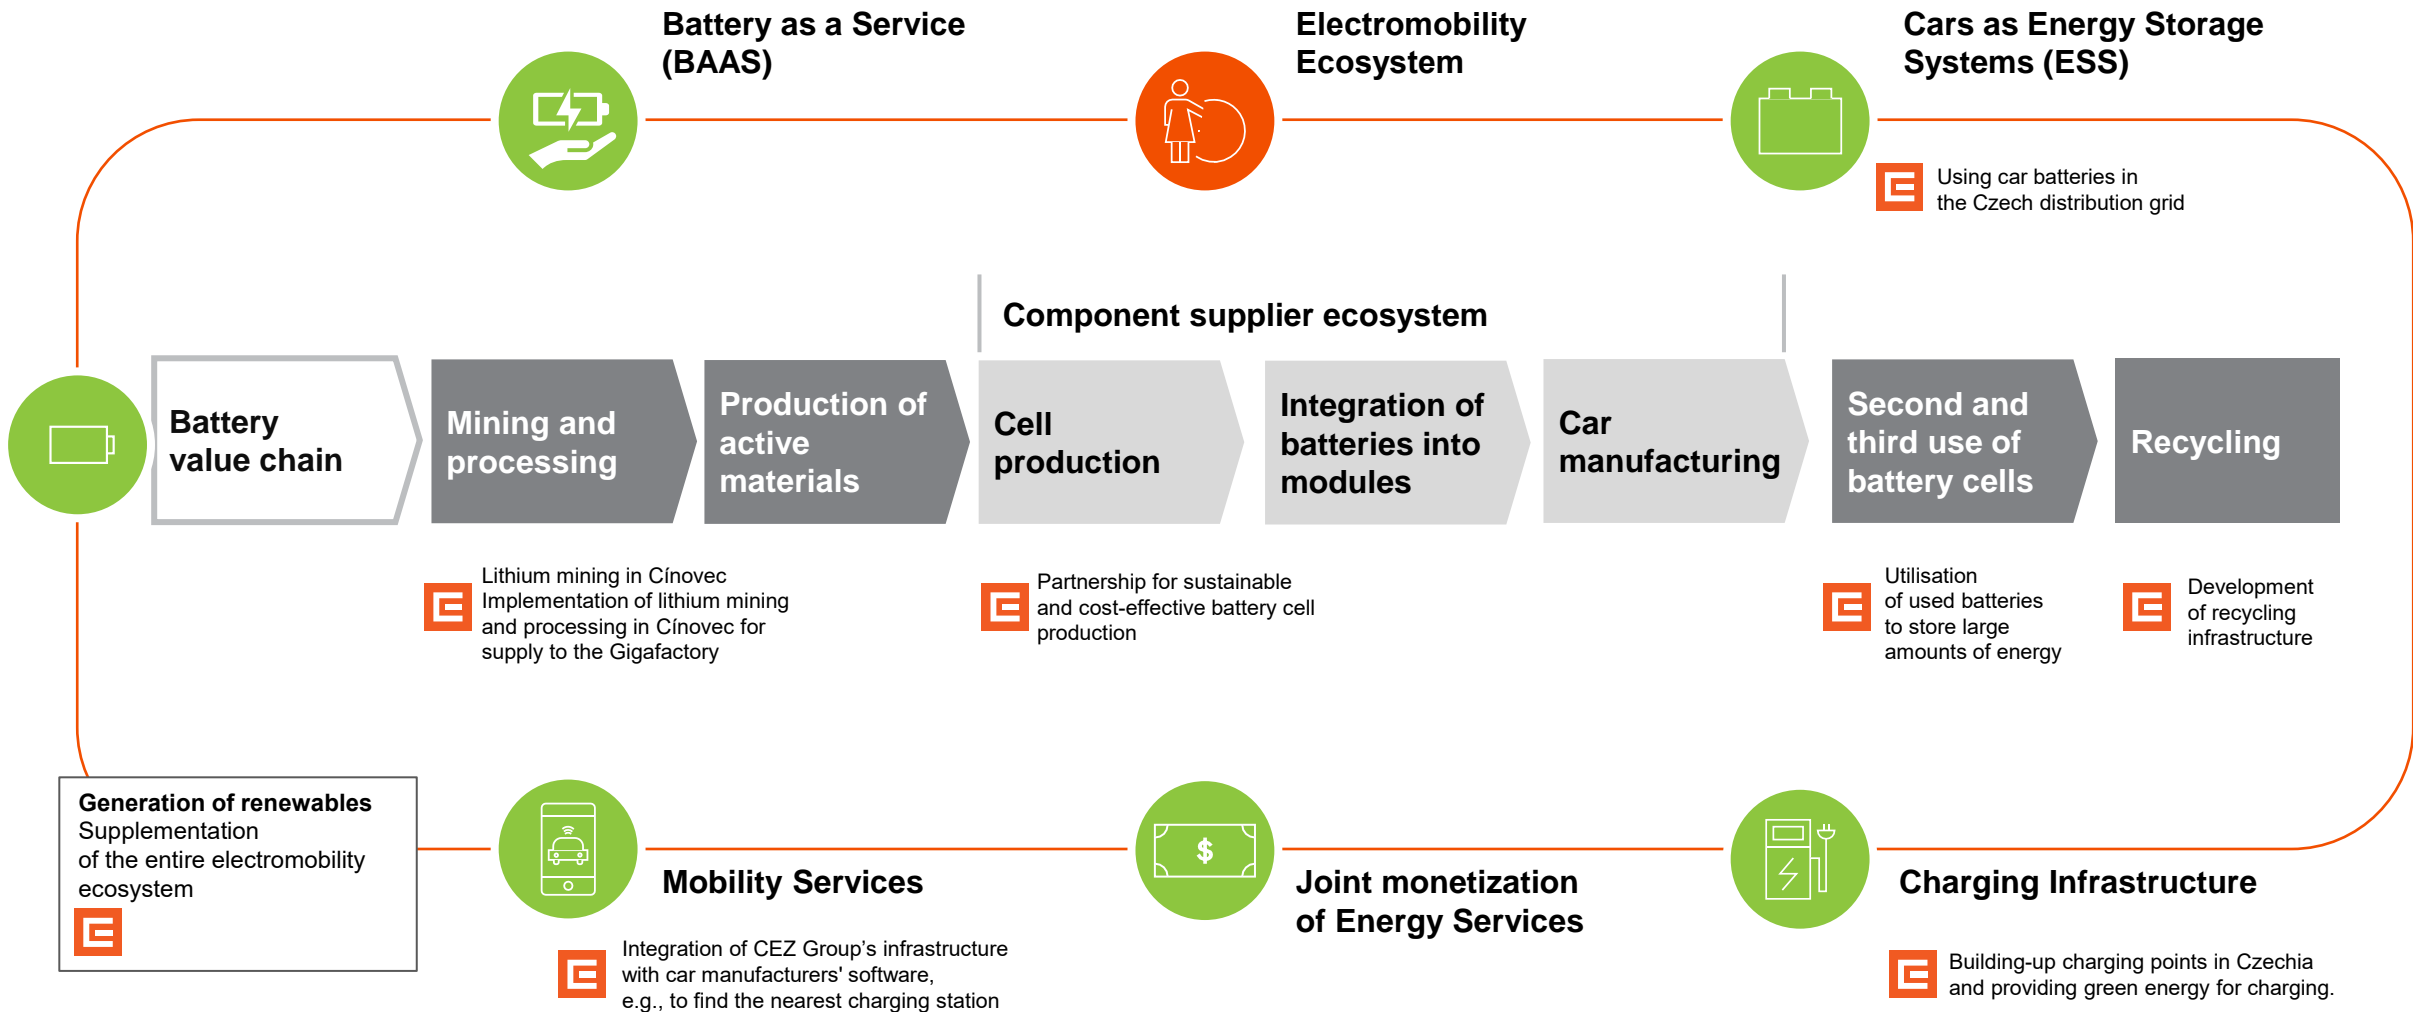 Battery as a Service
(BAAS)
Electromobility
Ecosystem
Cars as Energy Storage
Systems (ESS)
Using car batteries in
the Czech distribution grid
Component supplier ecosystem
Battery
value chain
Mining and
processing
Production of
active
materials
Cell
production
Integration of
batteries into
modules
Car
manufacturing
Second and
third use of
battery cells
Recycling
Lithium mining in Cínovec
Implementation of lithium mining
and processing in Cínovec for
supply to the Gigafactory
Partnership for sustainable
and cost-effective battery cell
production
Utilisation
of used batteries
to store large
amounts of energy
Development
of recycling
infrastructure
Generation of renewables
Supplementation
of the entire electromobility
ecosystem
$
Mobility Services
Joint monetization
of Energy Services
Charging Infrastructure
Integration of CEZ Group’s infrastructure
with car manufacturers' software,
e.g., to find the nearest charging station
Building-up charging points in Czechia
and providing green energy for charging.